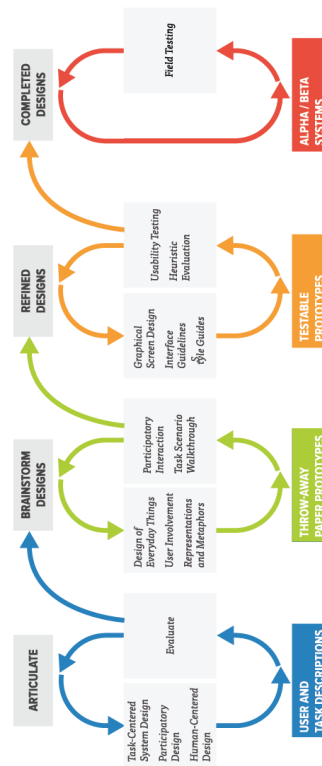 ARTICULATE
BRAINSTORM
DESIGNS
REFINED
DESIGNS
COMPLETED
DESIGNS
Task-Centered
System Design
Participatory
Design
Human-Centered
Design
Evaluate
Design of
Everyday Things
User Involvement
Representations
and Metaphors
Participatory
Interaction
Task Scenario
Walkthrough
Graphical
Screen Design
Interface
Guidelines
Style Guides
Usability Testing
Heuristic
Evaluation
Field Testing
USER AND
TASK DESCRIPTIONS
THROW-AWAY
PAPER PROTOTYPES
TESTABLE
PROTOTYPES
ALPHA / BETA
SYSTEMS